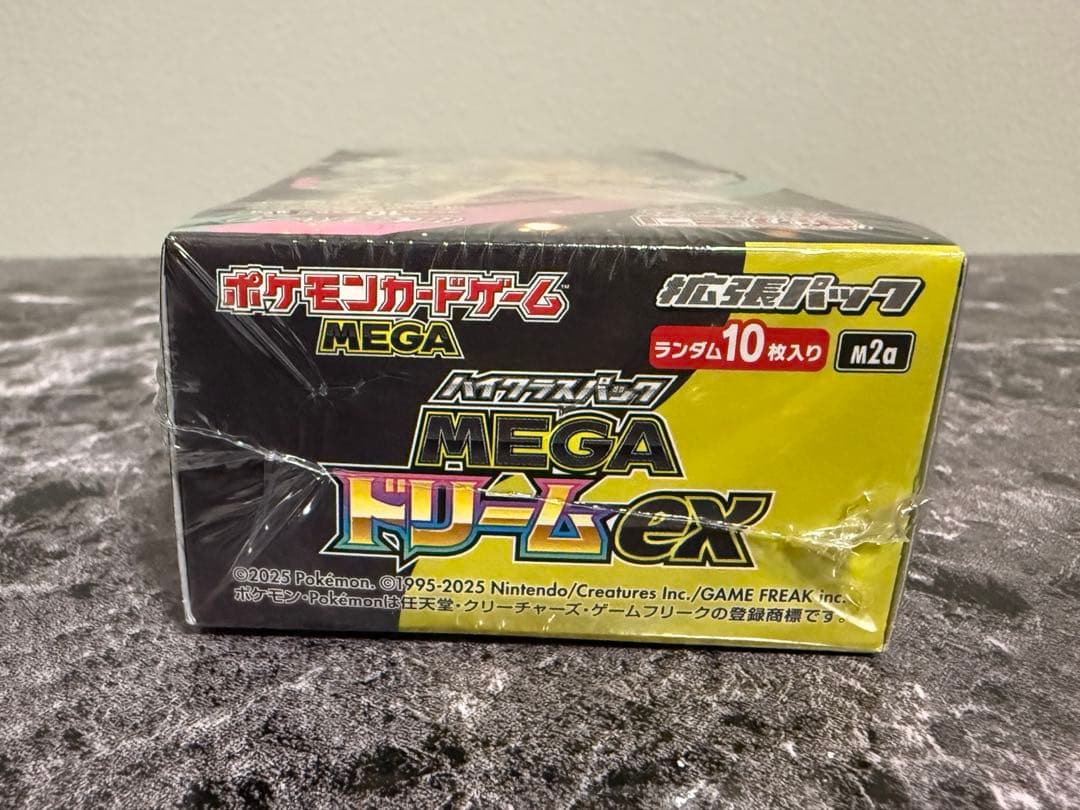 ポケモンカードゲーム™
MEGA
拡張パック
ランダム10枚入り
M2a
ハイクラスパック
MEGA
ドリームex
©2025 Pokémon. ©1995-2025 Nintendo/Creatures Inc./GAME FREAK inc.
ポケモン・Pokémonは任天堂・クリーチャーズ・ゲームフリークの登録商標です。